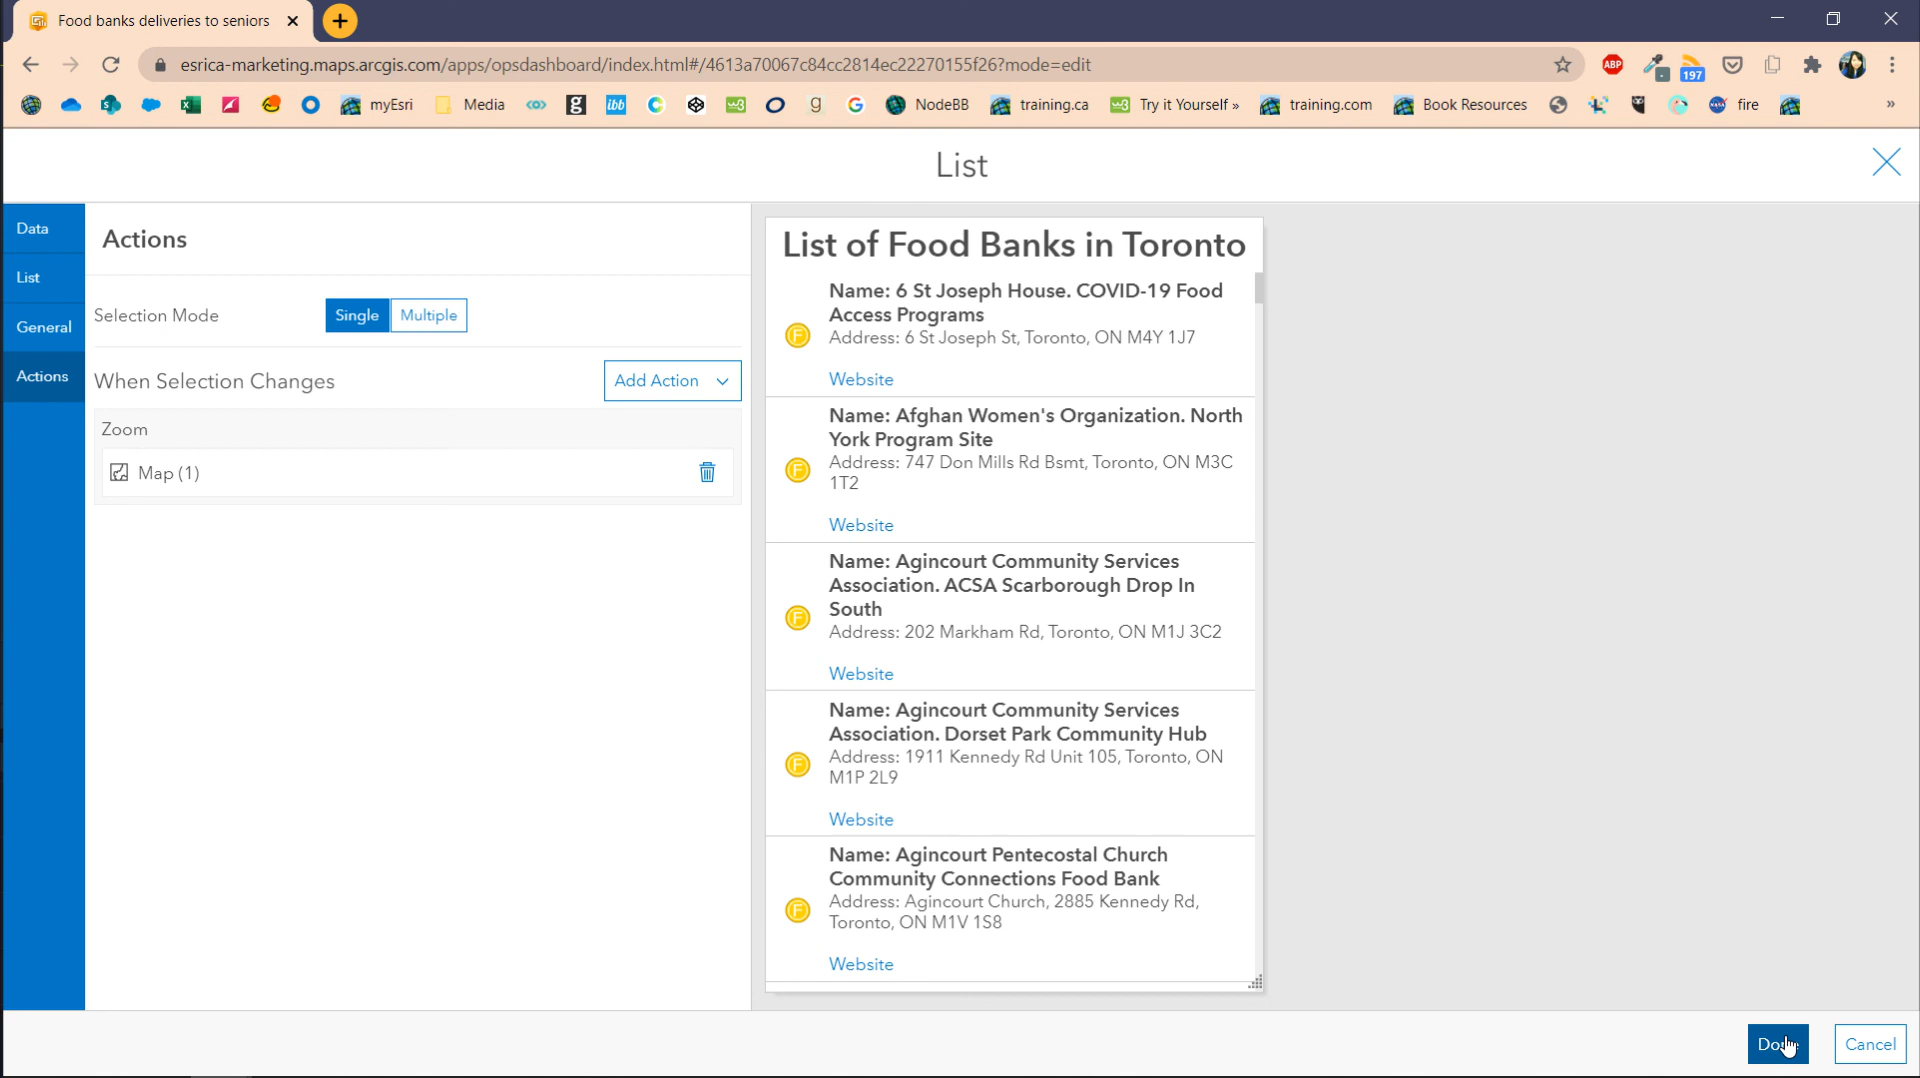 Food banks deliveries to seniors
esrica-marketing.maps.arcgis.com/apps/opsdashboard/index.html#/4613a70067c84cc2814ec22270155f26?mode=edit
ABP
197
myEsri Media g ibb C w3 g G NodeBB training.ca w3 Try it Yourself » training.com Book Resources NASA fire »
List
Data
List
General
Actions
Actions
Selection Mode
Single Multiple
When Selection Changes
Add Action
Zoom
Map (1)
List of Food Banks in Toronto
Name: 6 St Joseph House. COVID-19 Food
Access Programs
Address: 6 St Joseph St, Toronto, ON M4Y 1J7
Website
Name: Afghan Women's Organization. North
York Program Site
Address: 747 Don Mills Rd Bsmt, Toronto, ON M3C
1T2
Website
Name: Agincourt Community Services
Association. ACSA Scarborough Drop In
South
Address: 202 Markham Rd, Toronto, ON M1J 3C2
Website
Name: Agincourt Community Services
Association. Dorset Park Community Hub
Address: 1911 Kennedy Rd Unit 105, Toronto, ON
M1P 2L9
Website
Name: Agincourt Pentecostal Church
Community Connections Food Bank
Address: Agincourt Church, 2885 Kennedy Rd,
Toronto, ON M1V 1S8
Website
Cancel